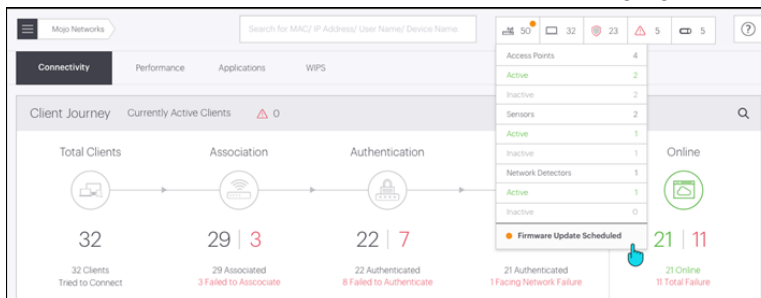 Mojo Networks
Search for MAC/ IP Address/ User Name/ Device Name.
50
32
23
5
5
?
Connectivity
Performance
Applications
WIPS
Access Points 4
Active 2
Inactive 2
Sensors 2
Active 1
Inactive 1
Network Detectors 1
Active 1
Inactive 0
Firmware Update Scheduled
Client Journey Currently Active Clients 0
Total Clients
Association
Authentication
Online
32
29 | 3
22 | 7
21 | 11
32 Clients
Tried to Connect
29 Associated
3 Failed to Asscociate
22 Authenticated
8 Failed to Authenticate
21 Authenticated
1 Facing Network Failure
21 Online
11 Total Failure